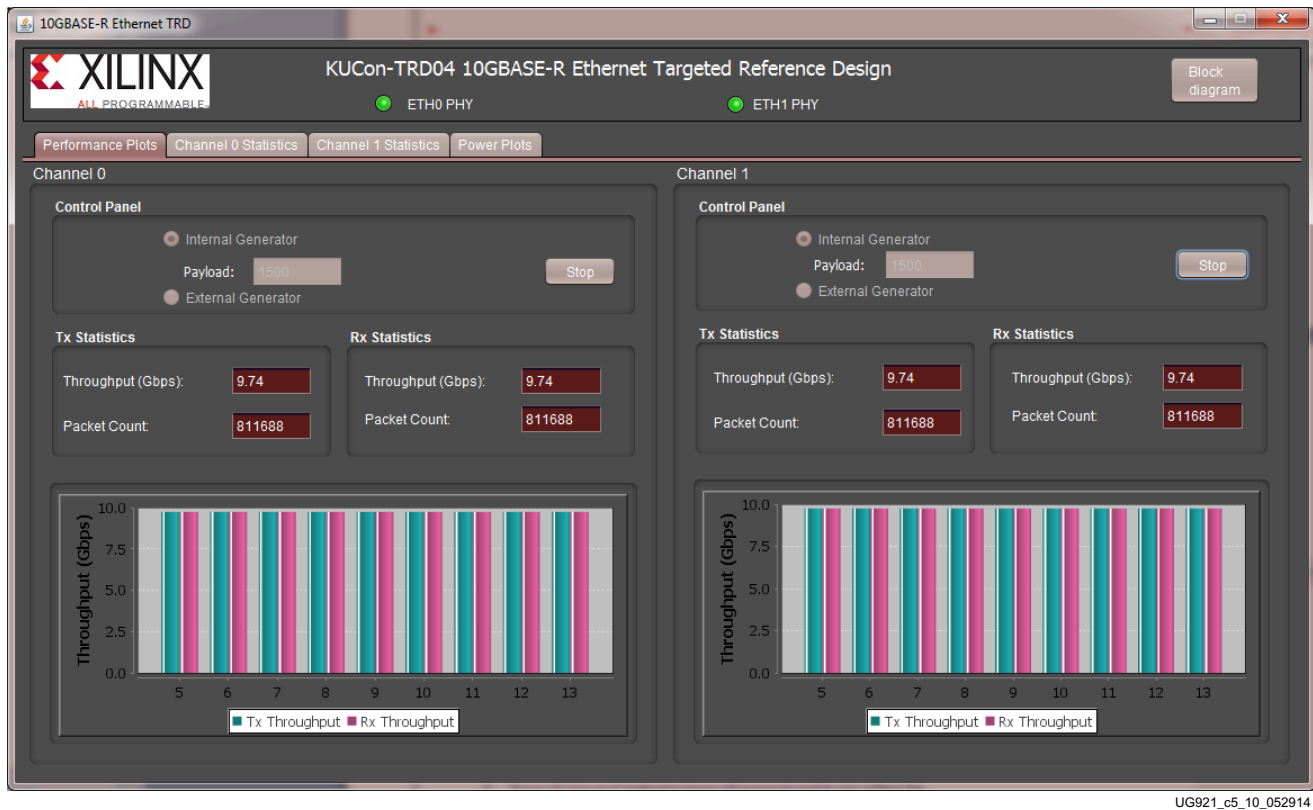 10GBASE-R Ethernet TRD
XILINX
ALL PROGRAMMABLE
KUCon-TRD04 10GBASE-R Ethernet Targeted Reference Design
ETH0 PHY
ETH1 PHY
Block
diagram
Performance Plots
Channel 0 Statistics
Channel 1 Statistics
Power Plots
Channel 0
Control Panel
Internal Generator
Payload: 1500
Stop
External Generator
Tx Statistics
Throughput (Gbps): 9.74
Packet Count: 811688
Rx Statistics
Throughput (Gbps): 9.74
Packet Count: 811688
Throughput (Gbps)
10.0
7.5
5.0
2.5
0.0
5 6 7 8 9 10 11 12 13
Tx Throughput Rx Throughput
Channel 1
Control Panel
Internal Generator
Payload: 1500
Stop
External Generator
Tx Statistics
Throughput (Gbps): 9.74
Packet Count: 811688
Rx Statistics
Throughput (Gbps): 9.74
Packet Count: 811688
Throughput (Gbps)
10.0
7.5
5.0
2.5
0.0
5 6 7 8 9 10 11 12 13
Tx Throughput Rx Throughput
UG921_c5_10_052914